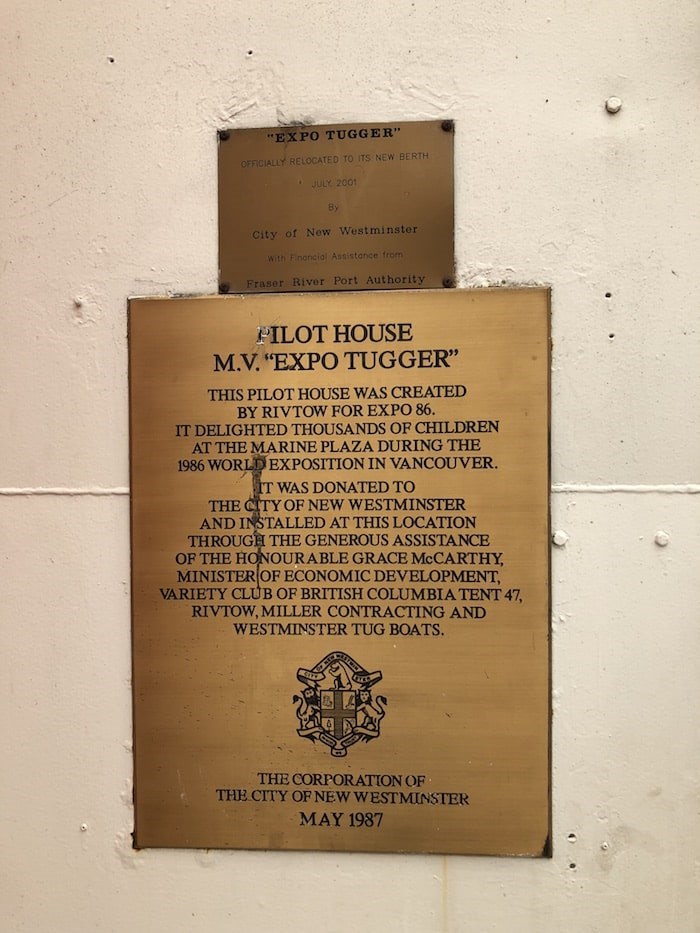 "EXPO TUGGER"
OFFICIALLY RELOCATED TO ITS NEW BERTH
JULY 2001
By
City of New Westminster
With Financial Assistance from
Fraser River Port Authority
PILOT HOUSE
M.V. "EXPO TUGGER"
THIS PILOT HOUSE WAS CREATED
BY RIVTOW FOR EXPO 86.
IT DELIGHTED THOUSANDS OF CHILDREN
AT THE MARINE PLAZA DURING THE
1986 WORLD EXPOSITION IN VANCOUVER.
IT WAS DONATED TO
THE CITY OF NEW WESTMINSTER
AND INSTALLED AT THIS LOCATION
THROUGH THE GENEROUS ASSISTANCE
OF THE HONOURABLE GRACE McCARTHY,
MINISTER OF ECONOMIC DEVELOPMENT,
VARIETY CLUB OF BRITISH COLUMBIA TENT 47,
RIVTOW, MILLER CONTRACTING AND
WESTMINSTER TUG BOATS.
CITY OF NEW WESTMINSTER
THE CORPORATION OF
THE CITY OF NEW WESTMINSTER
MAY 1987